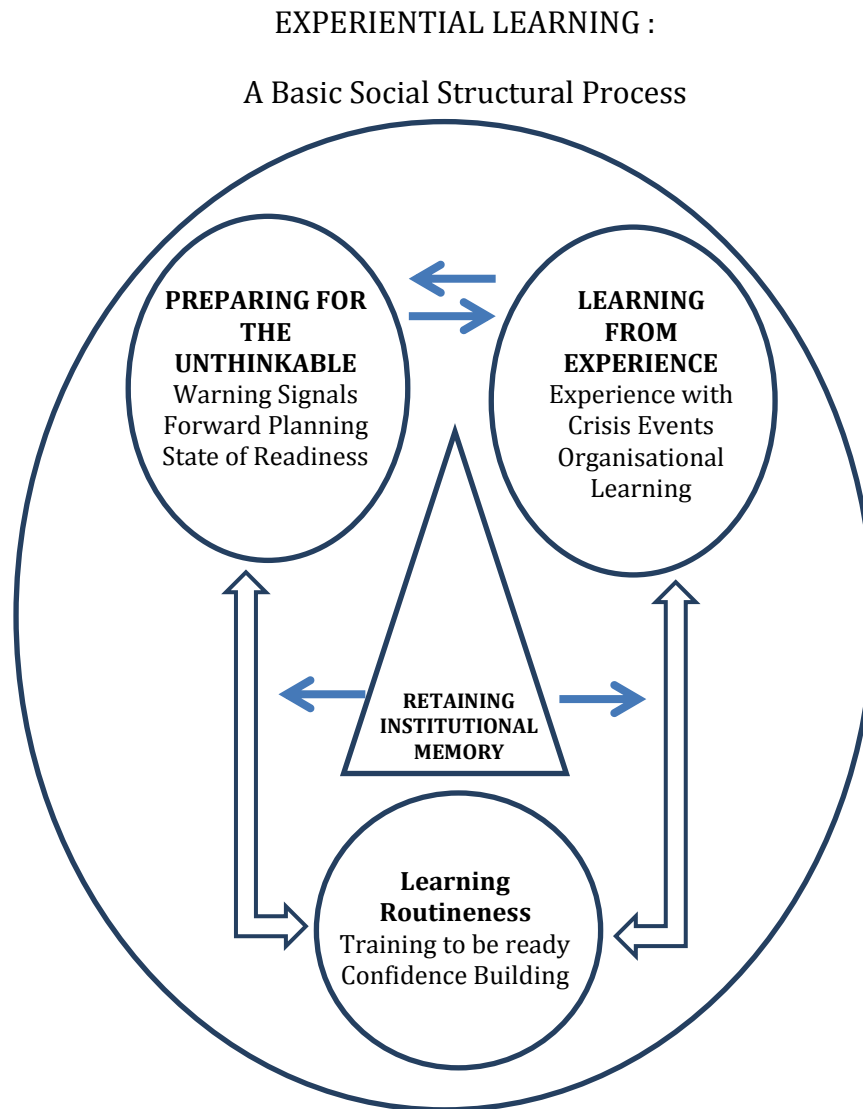 EXPERIENTIAL LEARNING :
A Basic Social Structural Process
PREPARING FOR
THE
UNTHINKABLE
Warning Signals
Forward Planning
State of Readiness
LEARNING
FROM
EXPERIENCE
Experience with
Crisis Events
Organisational
Learning
RETAINING
INSTITUTIONAL
MEMORY
Learning
Routineness
Training to be ready
Confidence Building